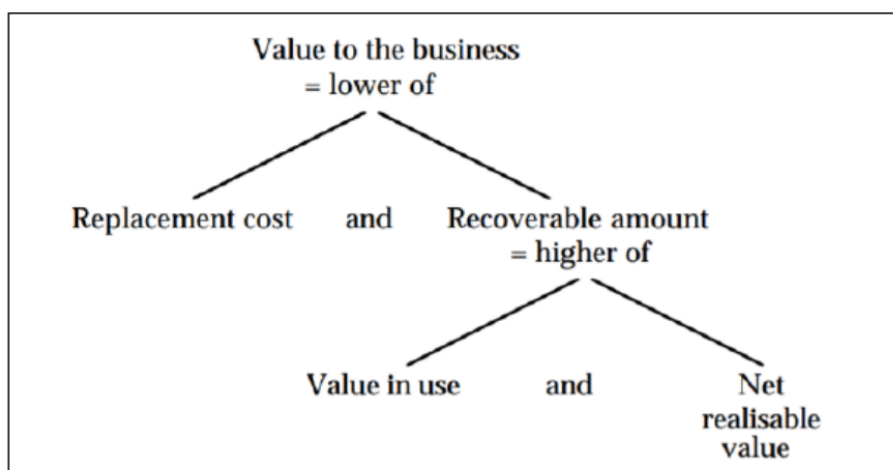 Value to the business
= lower of
Replacement cost and Recoverable amount
= higher of
Value in use and Net
realisable
value